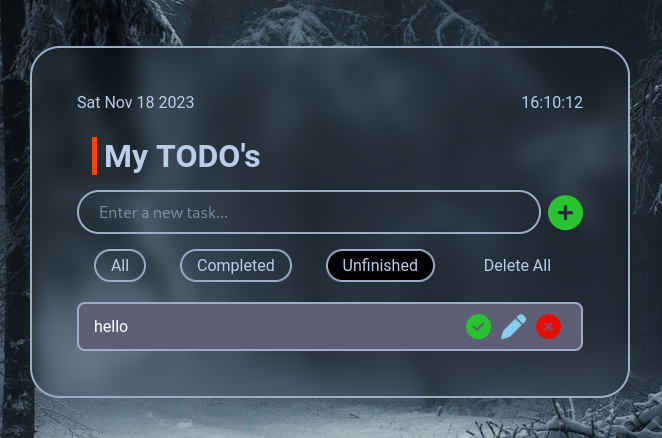 Sat Nov 18 2023 16:10:12
My TODO's
Enter a new task...
All Completed Unfinished Delete All
hello